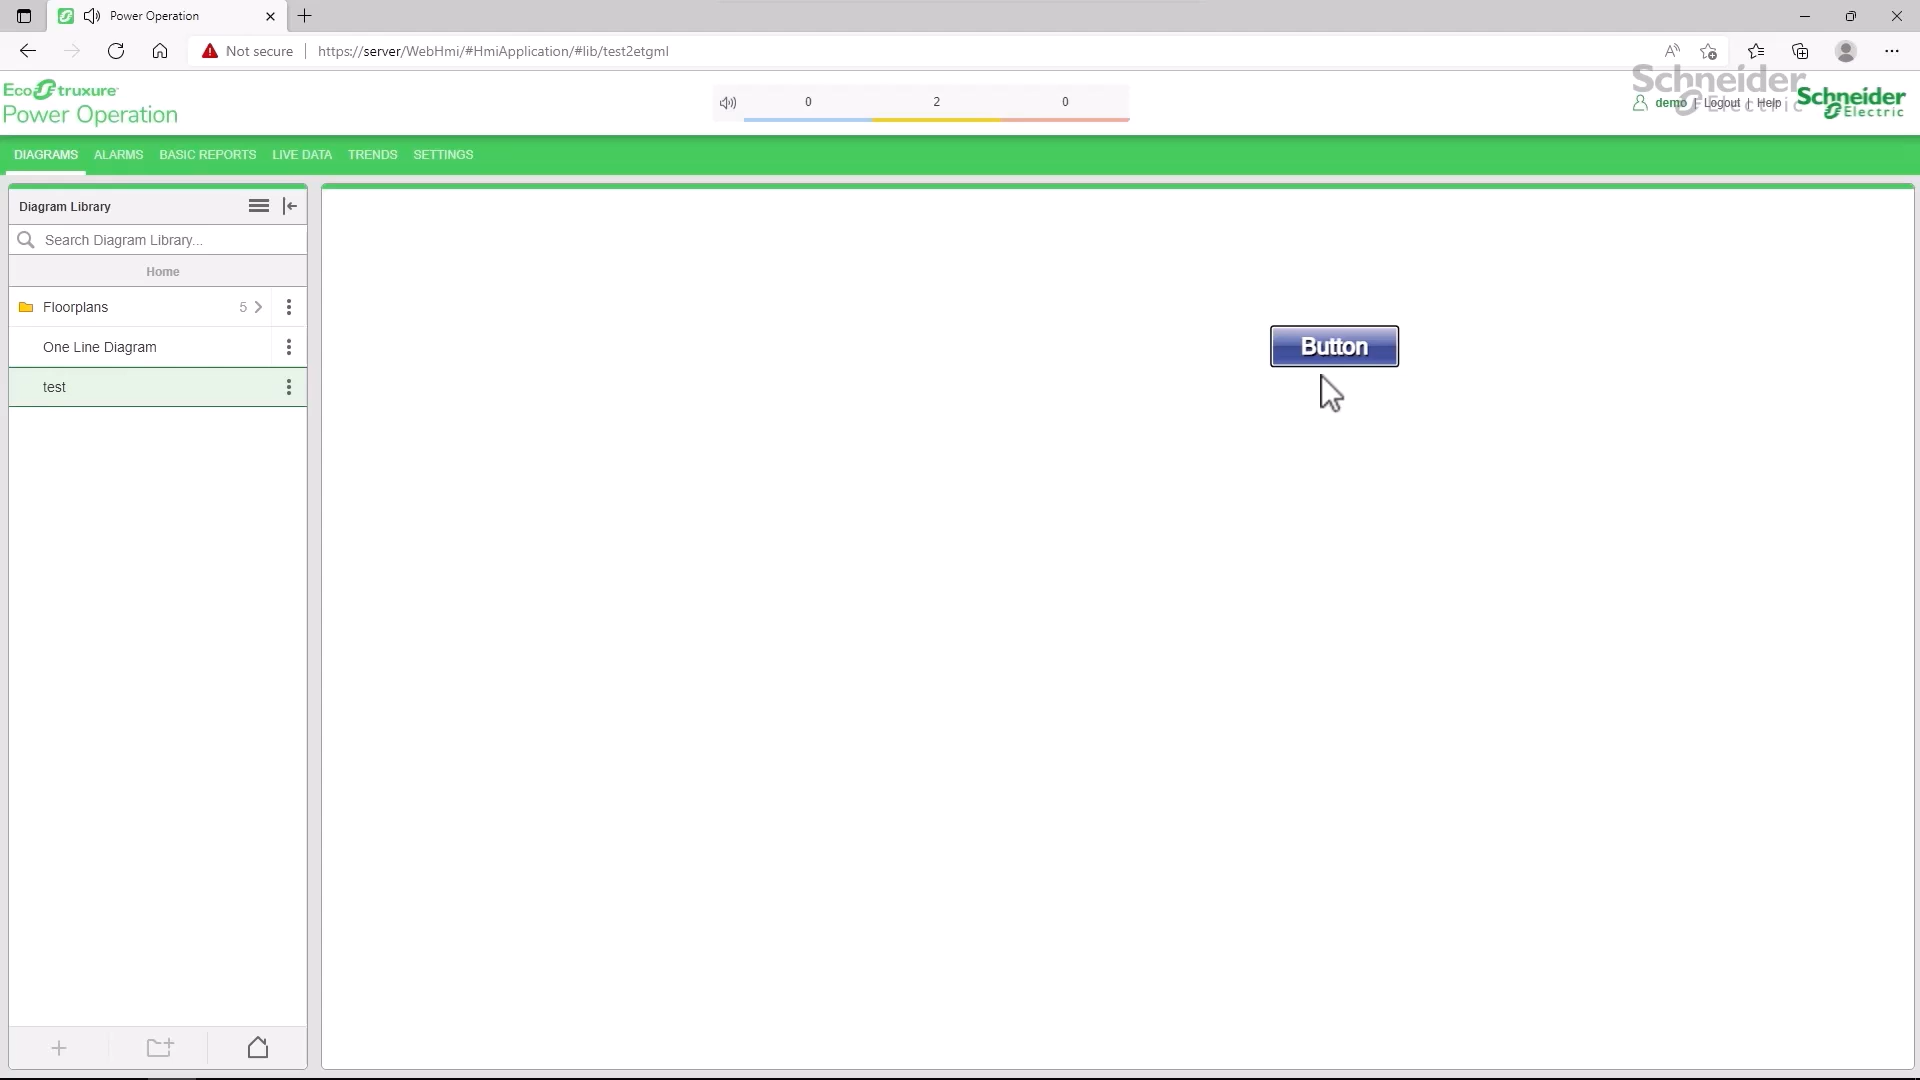 Power Operation
Not secure
https://server/WebHmi/#HmiApplication/#lib/test2etgml
EcoStruxure
Power Operation
0 2 0
Schneider Electric
demo | Logout | Help
Schneider Electric
DIAGRAMS ALARMS BASIC REPORTS LIVE DATA TRENDS SETTINGS
Diagram Library
Search Diagram Library...
Home
Floorplans 5
One Line Diagram
test
Button